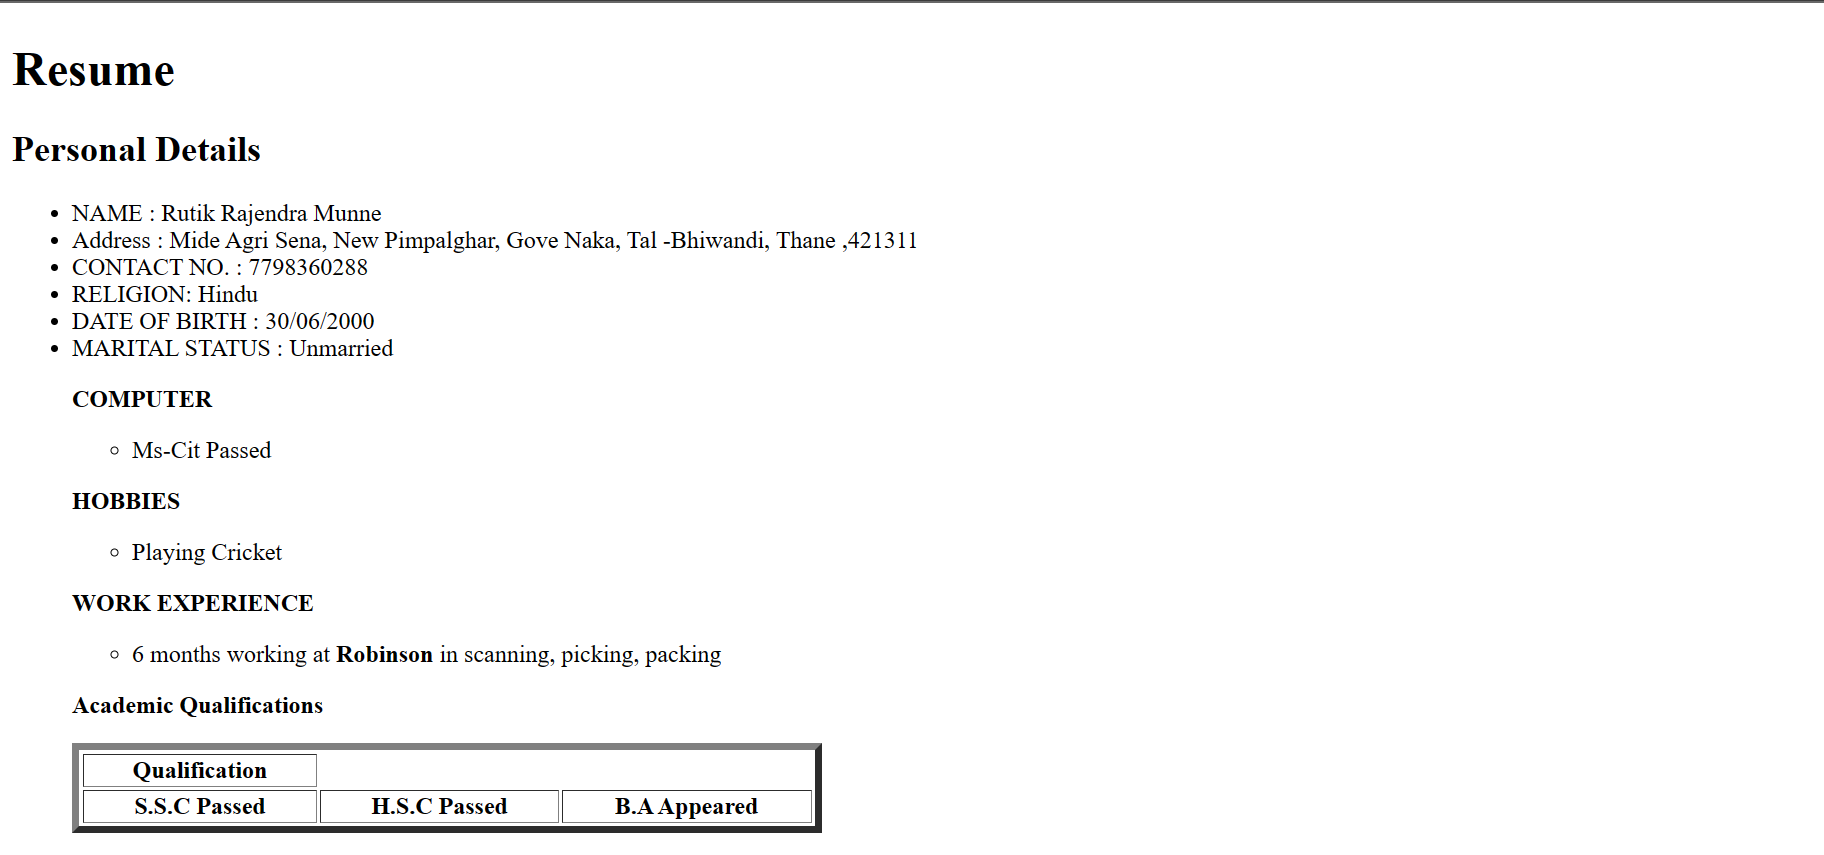 Resume
Personal Details
NAME : Rutik Rajendra Munne
Address : Mide Agri Sena, New Pimpalghar, Gove Naka, Tal -Bhiwandi, Thane ,421311
CONTACT NO. : 7798360288
RELIGION: Hindu
DATE OF BIRTH : 30/06/2000
MARITAL STATUS : Unmarried
COMPUTER
Ms-Cit Passed
HOBBIES
Playing Cricket
WORK EXPERIENCE
6 months working at Robinson in scanning, picking, packing
Academic Qualifications
Qualification
S.S.C Passed H.S.C Passed B.A Appeared